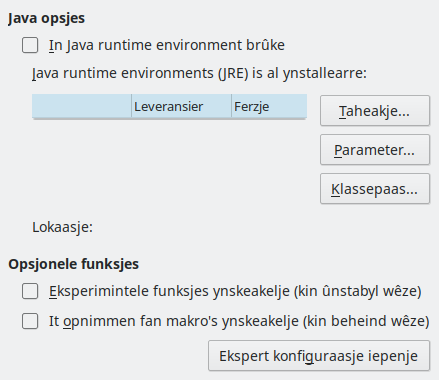 Java opsjes
In Java runtime environment brûke
Java runtime environments (JRE) is al ynstallearre:
Leveransier Ferzje
Taheakje...
Parameter...
Klassepaas...
Lokaasje:
Opsjonele funksjes
Eksperimintele funksjes ynskeakelje (kin ûnstabyl wêze)
It opnimmen fan makro's ynskeakelje (kin beheind wêze)
Ekspert konfiguraasje iepenje